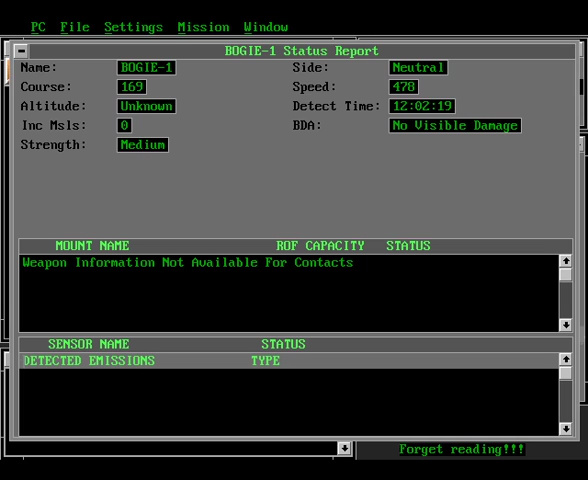 PC File Settings Mission Window
BOGIE-1 Status Report
Name: BOGIE-1 Side: Neutral
Course: 169 Speed: 478
Altitude: Unknown Detect Time: 12:02:19
Inc Msls: 0 BDA: No Visible Damage
Strength: Medium
MOUNT NAME ROF CAPACITY STATUS
Weapon Information Not Available For Contacts
SENSOR NAME STATUS
DETECTED EMISSIONS TYPE
Forget reading!!!